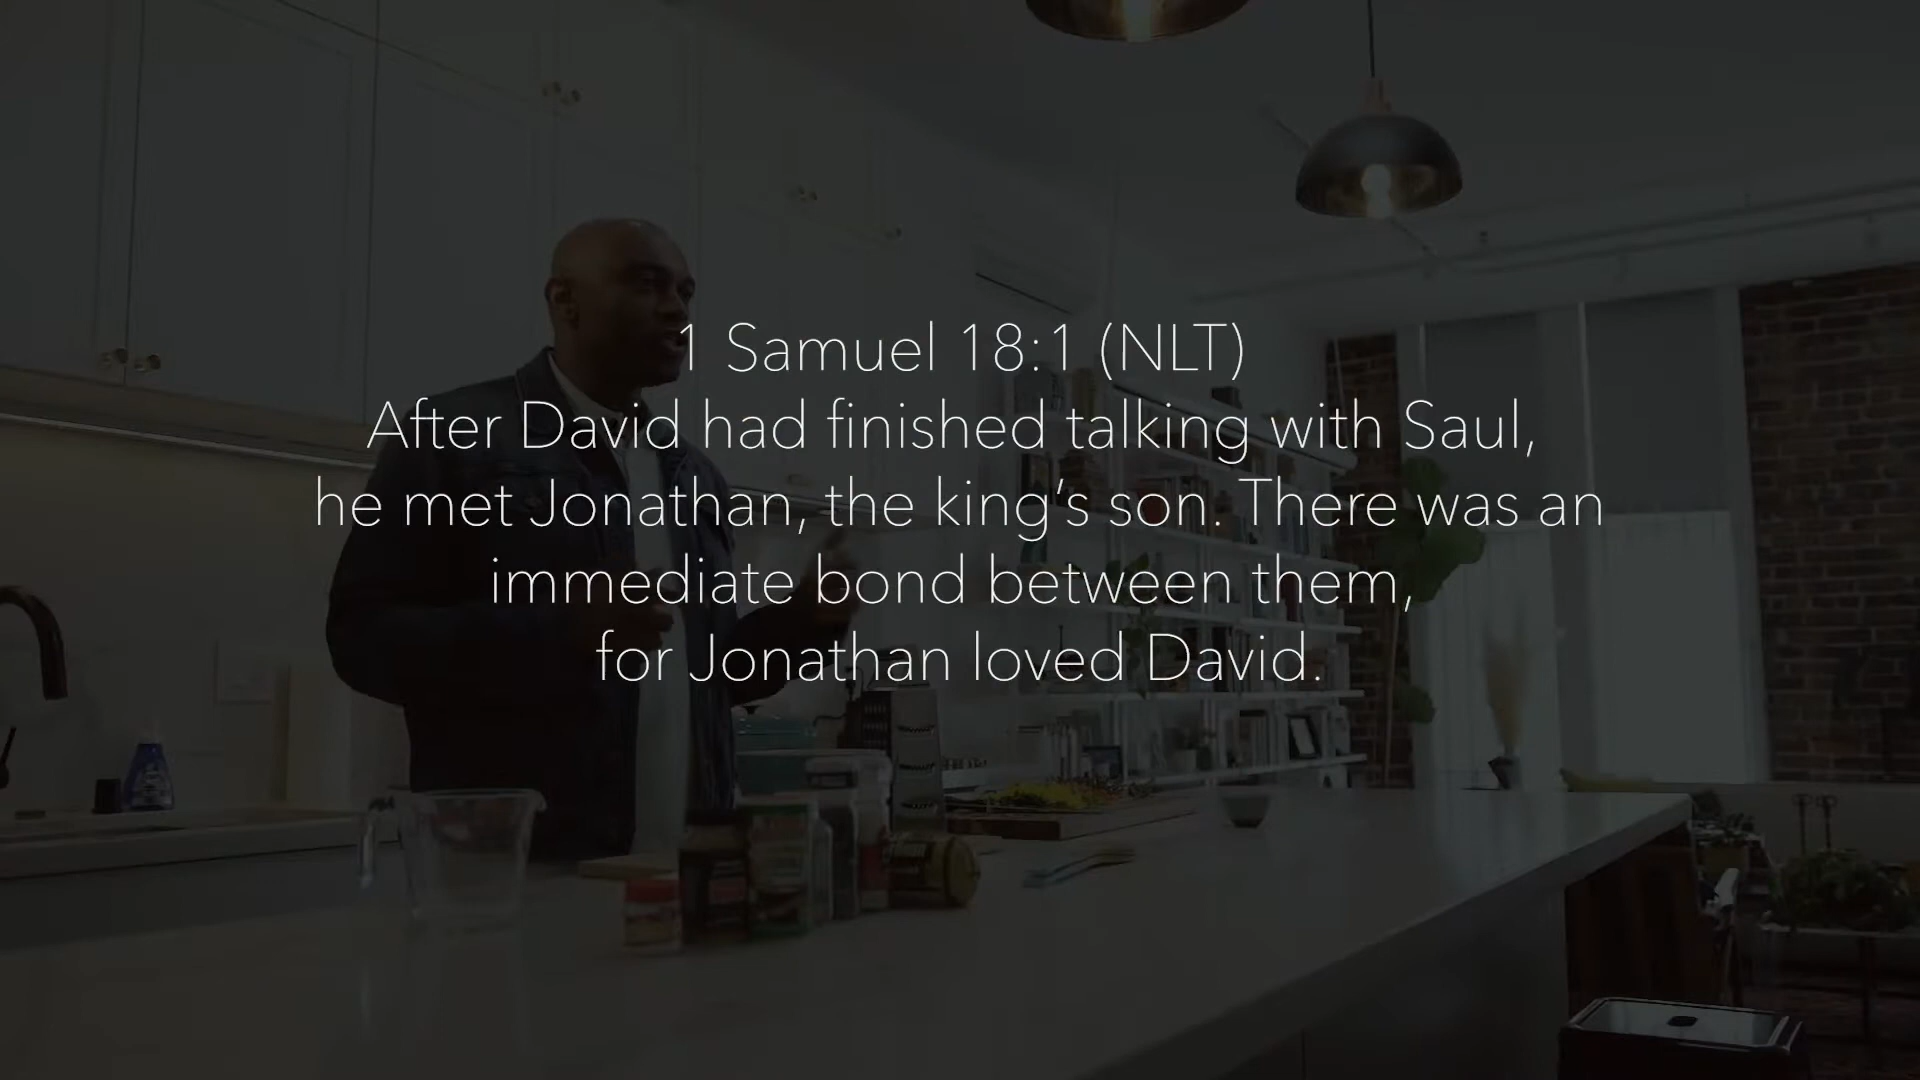 1 Samuel 18:1 (NLT)
After David had finished talking with Saul,
he met Jonathan, the king’s son. There was an
immediate bond between them,
for Jonathan loved David.